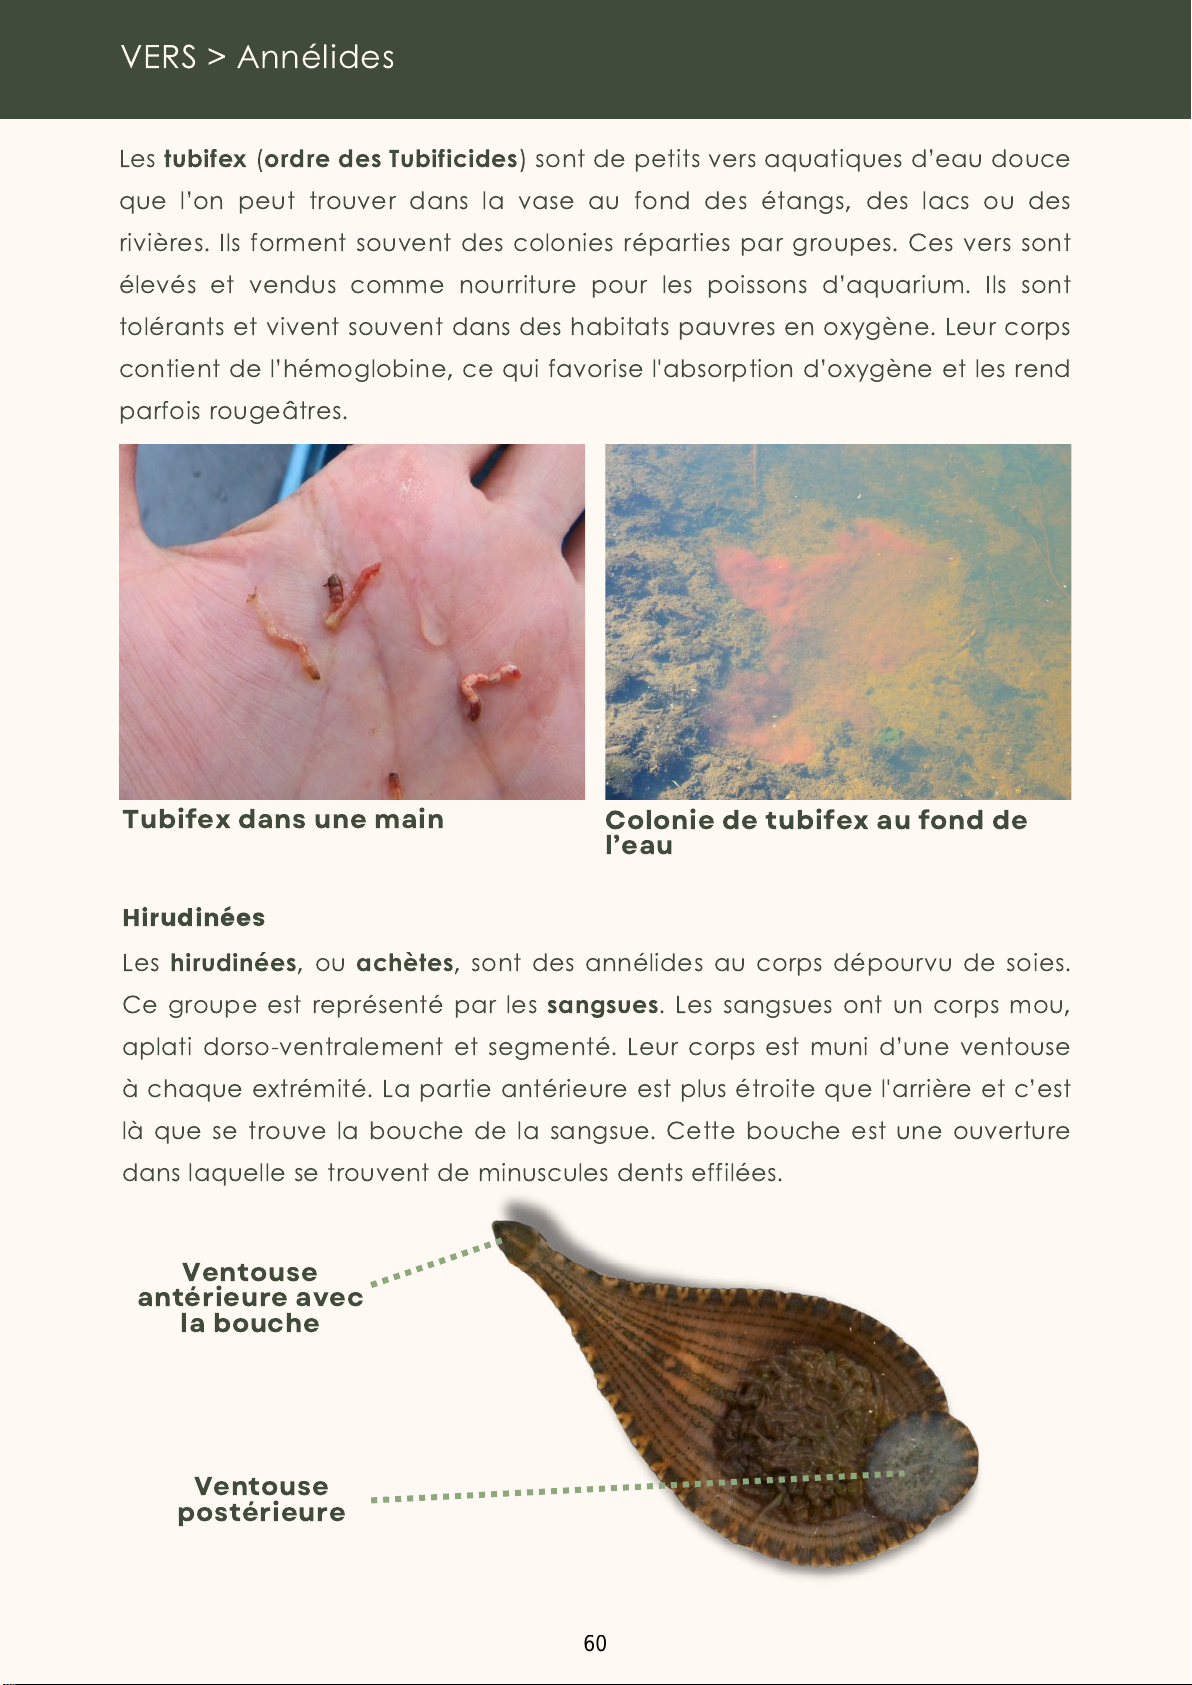 VERS > Annélides
Les tubifex (ordre des Tubificides) sont de petits vers aquatiques d’eau douce
que l’on peut trouver dans la vase au fond des étangs, des lacs ou des
rivières. Ils forment souvent des colonies réparties par groupes. Ces vers sont
élevés et vendus comme nourriture pour les poissons d’aquarium. Ils sont
tolérants et vivent souvent dans des habitats pauvres en oxygène. Leur corps
contient de l’hémoglobine, ce qui favorise l'absorption d’oxygène et les rend
parfois rougeâtres.
Tubifex dans une main
Colonie de tubifex au fond de
l’eau
Hirudinées
Les hirudinées, ou achètes, sont des annélides au corps dépourvu de soies.
Ce groupe est représenté par les sangsues. Les sangsues ont un corps mou,
aplati dorso-ventralement et segmenté. Leur corps est muni d’une ventouse
à chaque extrémité. La partie antérieure est plus étroite que l'arrière et c’est
là que se trouve la bouche de la sangsue. Cette bouche est une ouverture
dans laquelle se trouvent de minuscules dents effilées.
Ventouse
antérieure avec
la bouche
Ventouse
postérieure
60